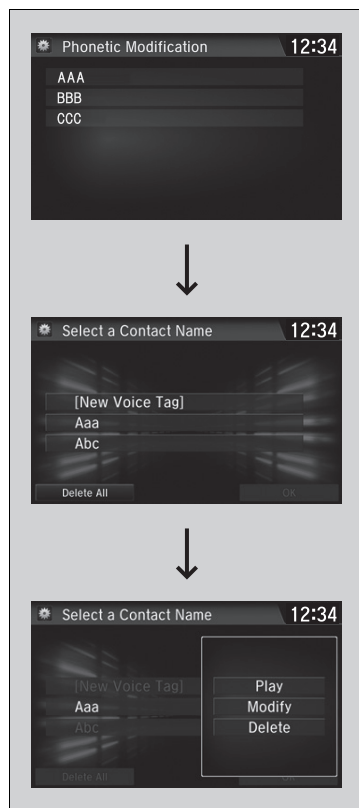 Phonetic Modification 12:34
AAA
BBB
CCC
Select a Contact Name 12:34
[New Voice Tag]
Aaa
Abc
Delete All OK
Select a Contact Name 12:34
[New Voice Tag] Play
Aaa Modify
Abc Delete
Delete All OK